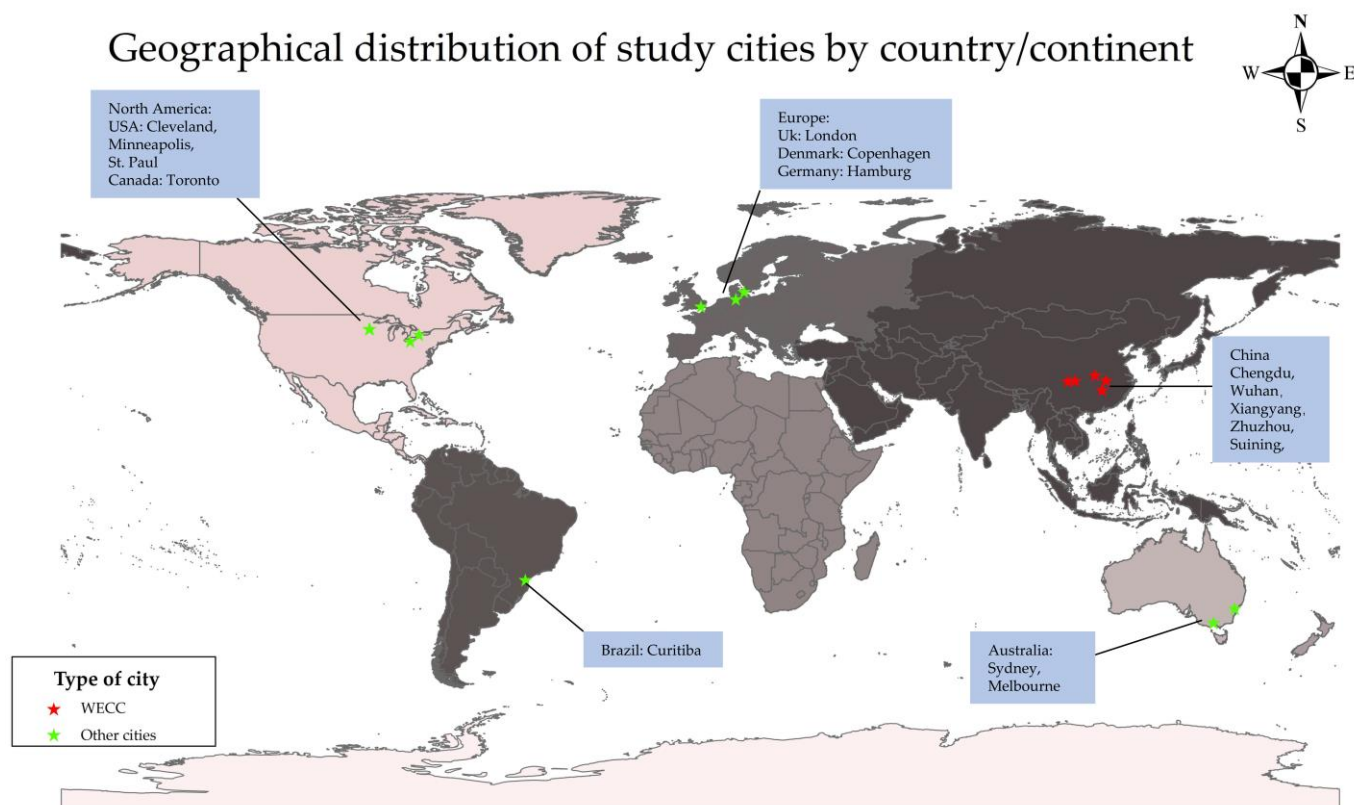 Geographical distribution of study cities by country/continent
N
W E
S
North America:
USA: Cleveland,
Minneapolis,
St. Paul
Canada: Toronto
Europe:
Uk: London
Denmark: Copenhagen
Germany: Hamburg
China
Chengdu,
Wuhan,
Xiangyang,
Zhuzhou,
Suining,
Brazil: Curitiba
Australia:
Sydney,
Melbourne
Type of city
WECC
Other cities